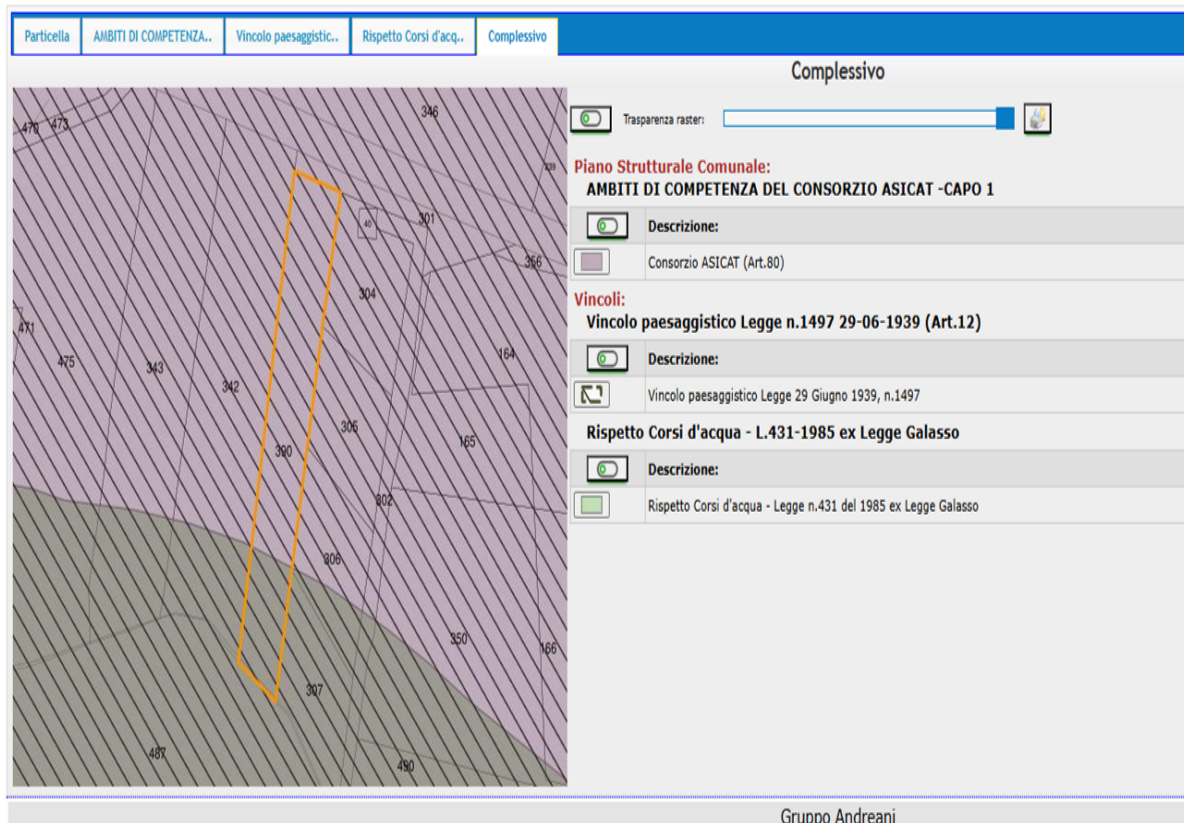 Particella
AMBITI DI COMPETENZA..
Vincolo paesaggistic..
Rispetto Corsi d'acq..
Complessivo
Complessivo
Trasparenza raster:
Piano Strutturale Comunale:
AMBITI DI COMPETENZA DEL CONSORZIO ASICAT -CAPO 1
Descrizione:
Consorzio ASICAT (Art.80)
Vincoli:
Vincolo paesaggistico Legge n.1497 29-06-1939 (Art.12)
Descrizione:
Vincolo paesaggistico Legge 29 Giugno 1939, n.1497
Rispetto Corsi d'acqua - L.431-1985 ex Legge Galasso
Descrizione:
Rispetto Corsi d'acqua - Legge n.431 del 1985 ex Legge Galasso
470
473
346
40
301
366
304
471
475
343
342
164
305
165
390
302
306
350
166
307
487
490
Gruppo Andreani